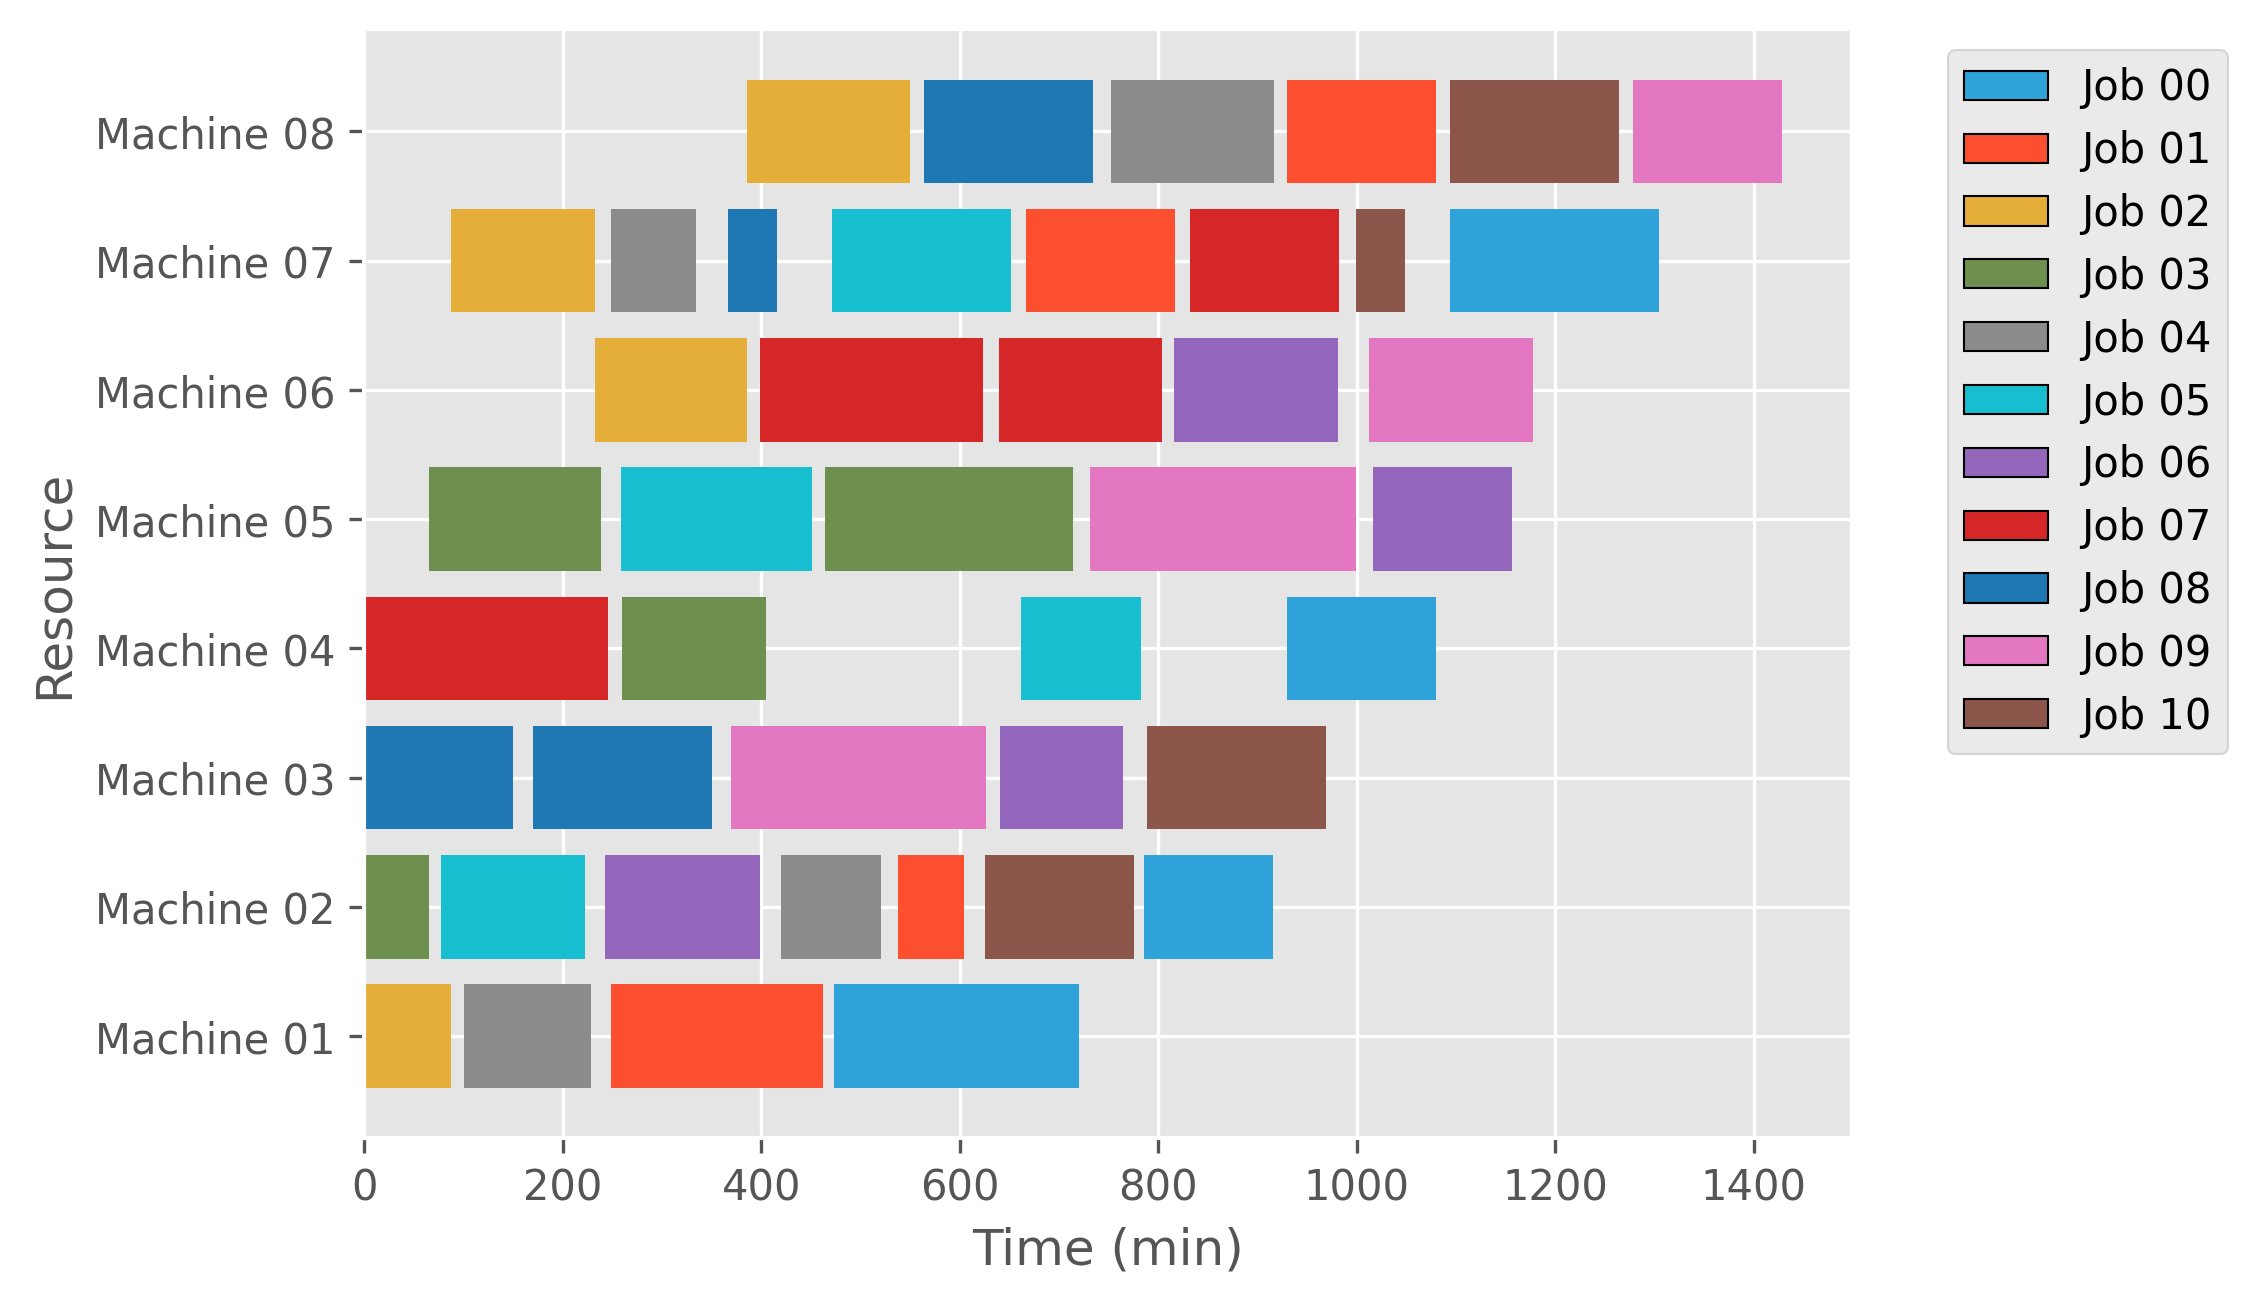 Machine 08
Machine 07
Machine 06
Machine 05
Machine 04
Machine 03
Machine 02
Machine 01
Resource
0 200 400 600 800 1000 1200 1400
Time (min)
Job 00
Job 01
Job 02
Job 03
Job 04
Job 05
Job 06
Job 07
Job 08
Job 09
Job 10